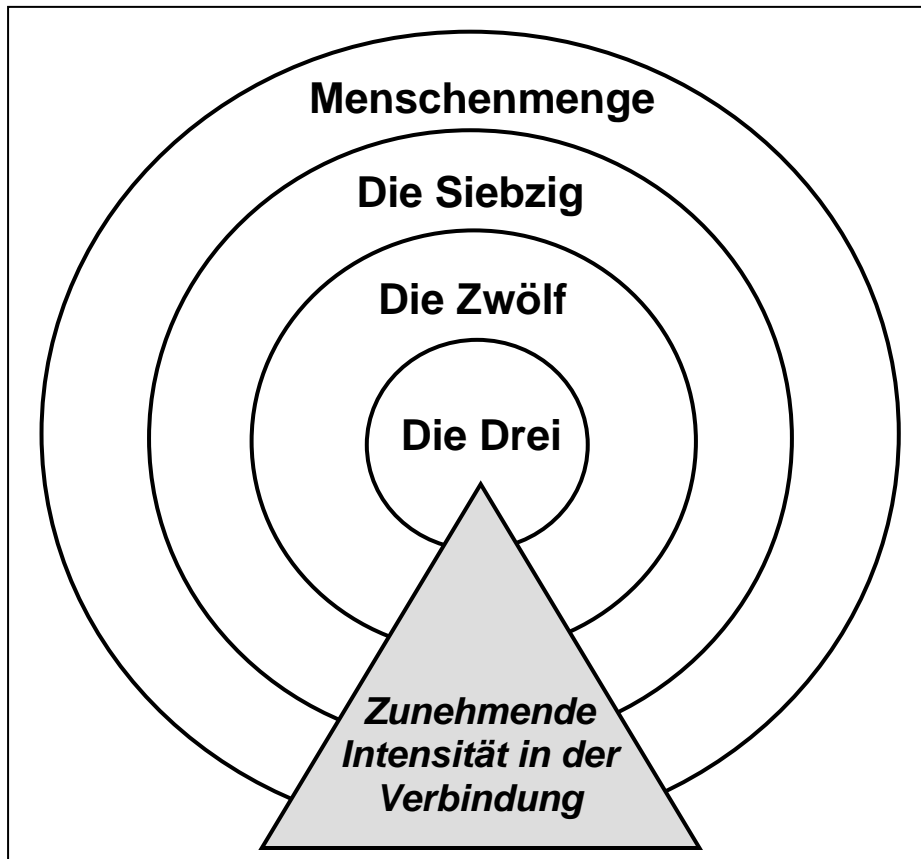 Menschenmenge
Die Siebzig
Die Zwölf
Die Drei
Zunehmende
Intensität in der
Verbindung